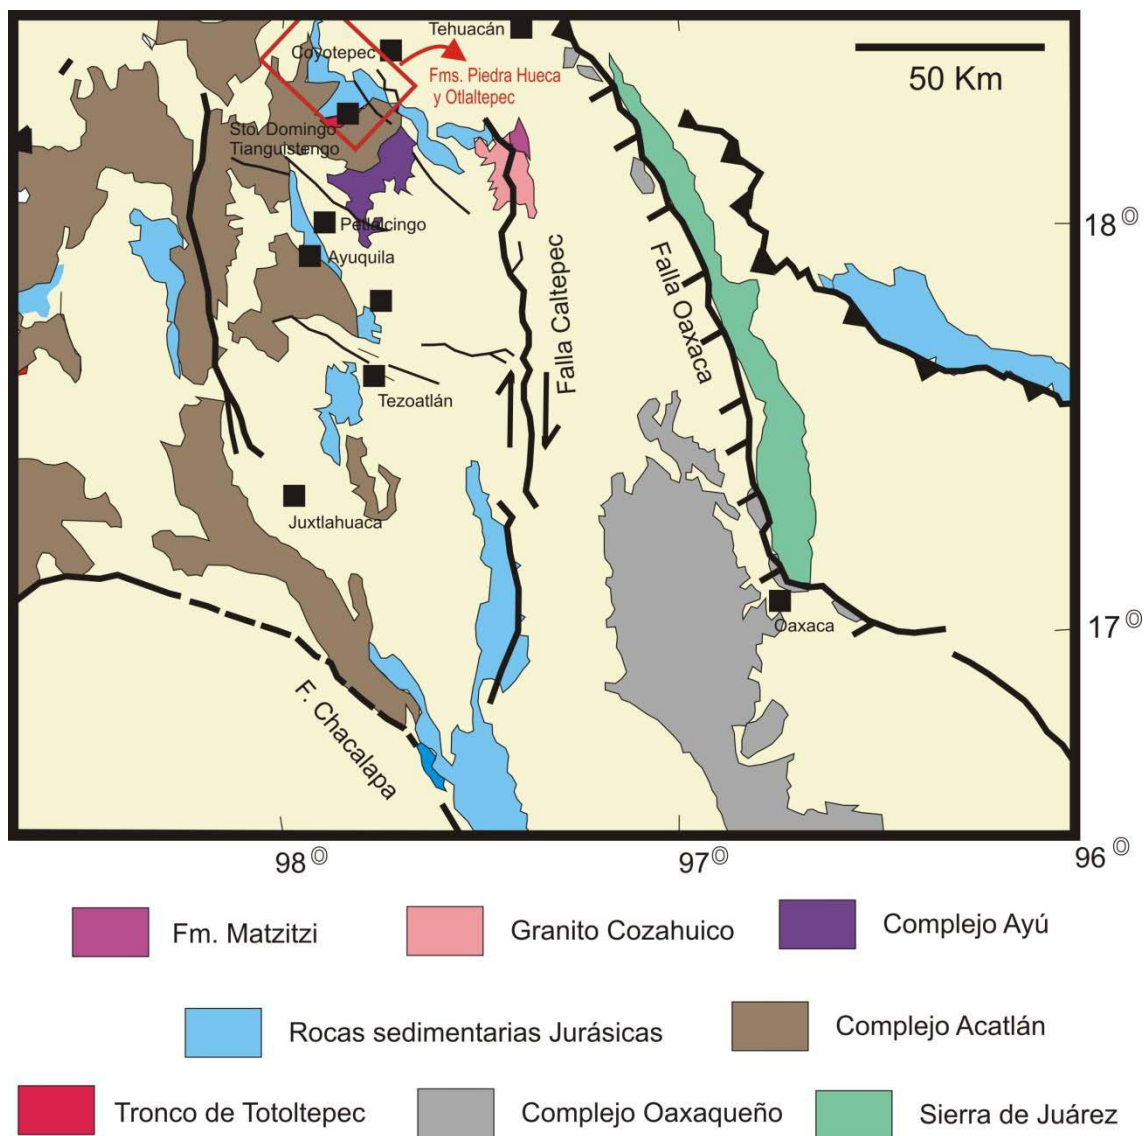 Tehuacán
Coyotepec
50 Km
Fms. Piedra Hueca
y Otlaltepec
Sto. Domingo
Tianguistengo
Petlalcingo
18 O
Ayuquila
Falla Caltepec
Falla Oaxaca
Tezoatlán
Juxtlahuaca
Oaxaca
17 O
F. Chacalapa
98 O
97 O
96 O
Fm. Matzitzi
Granito Cozahuico
Complejo Ayú
Rocas sedimentarias Jurásicas
Complejo Acatlán
Tronco de Totoltepec
Complejo Oaxaqueño
Sierra de Juárez